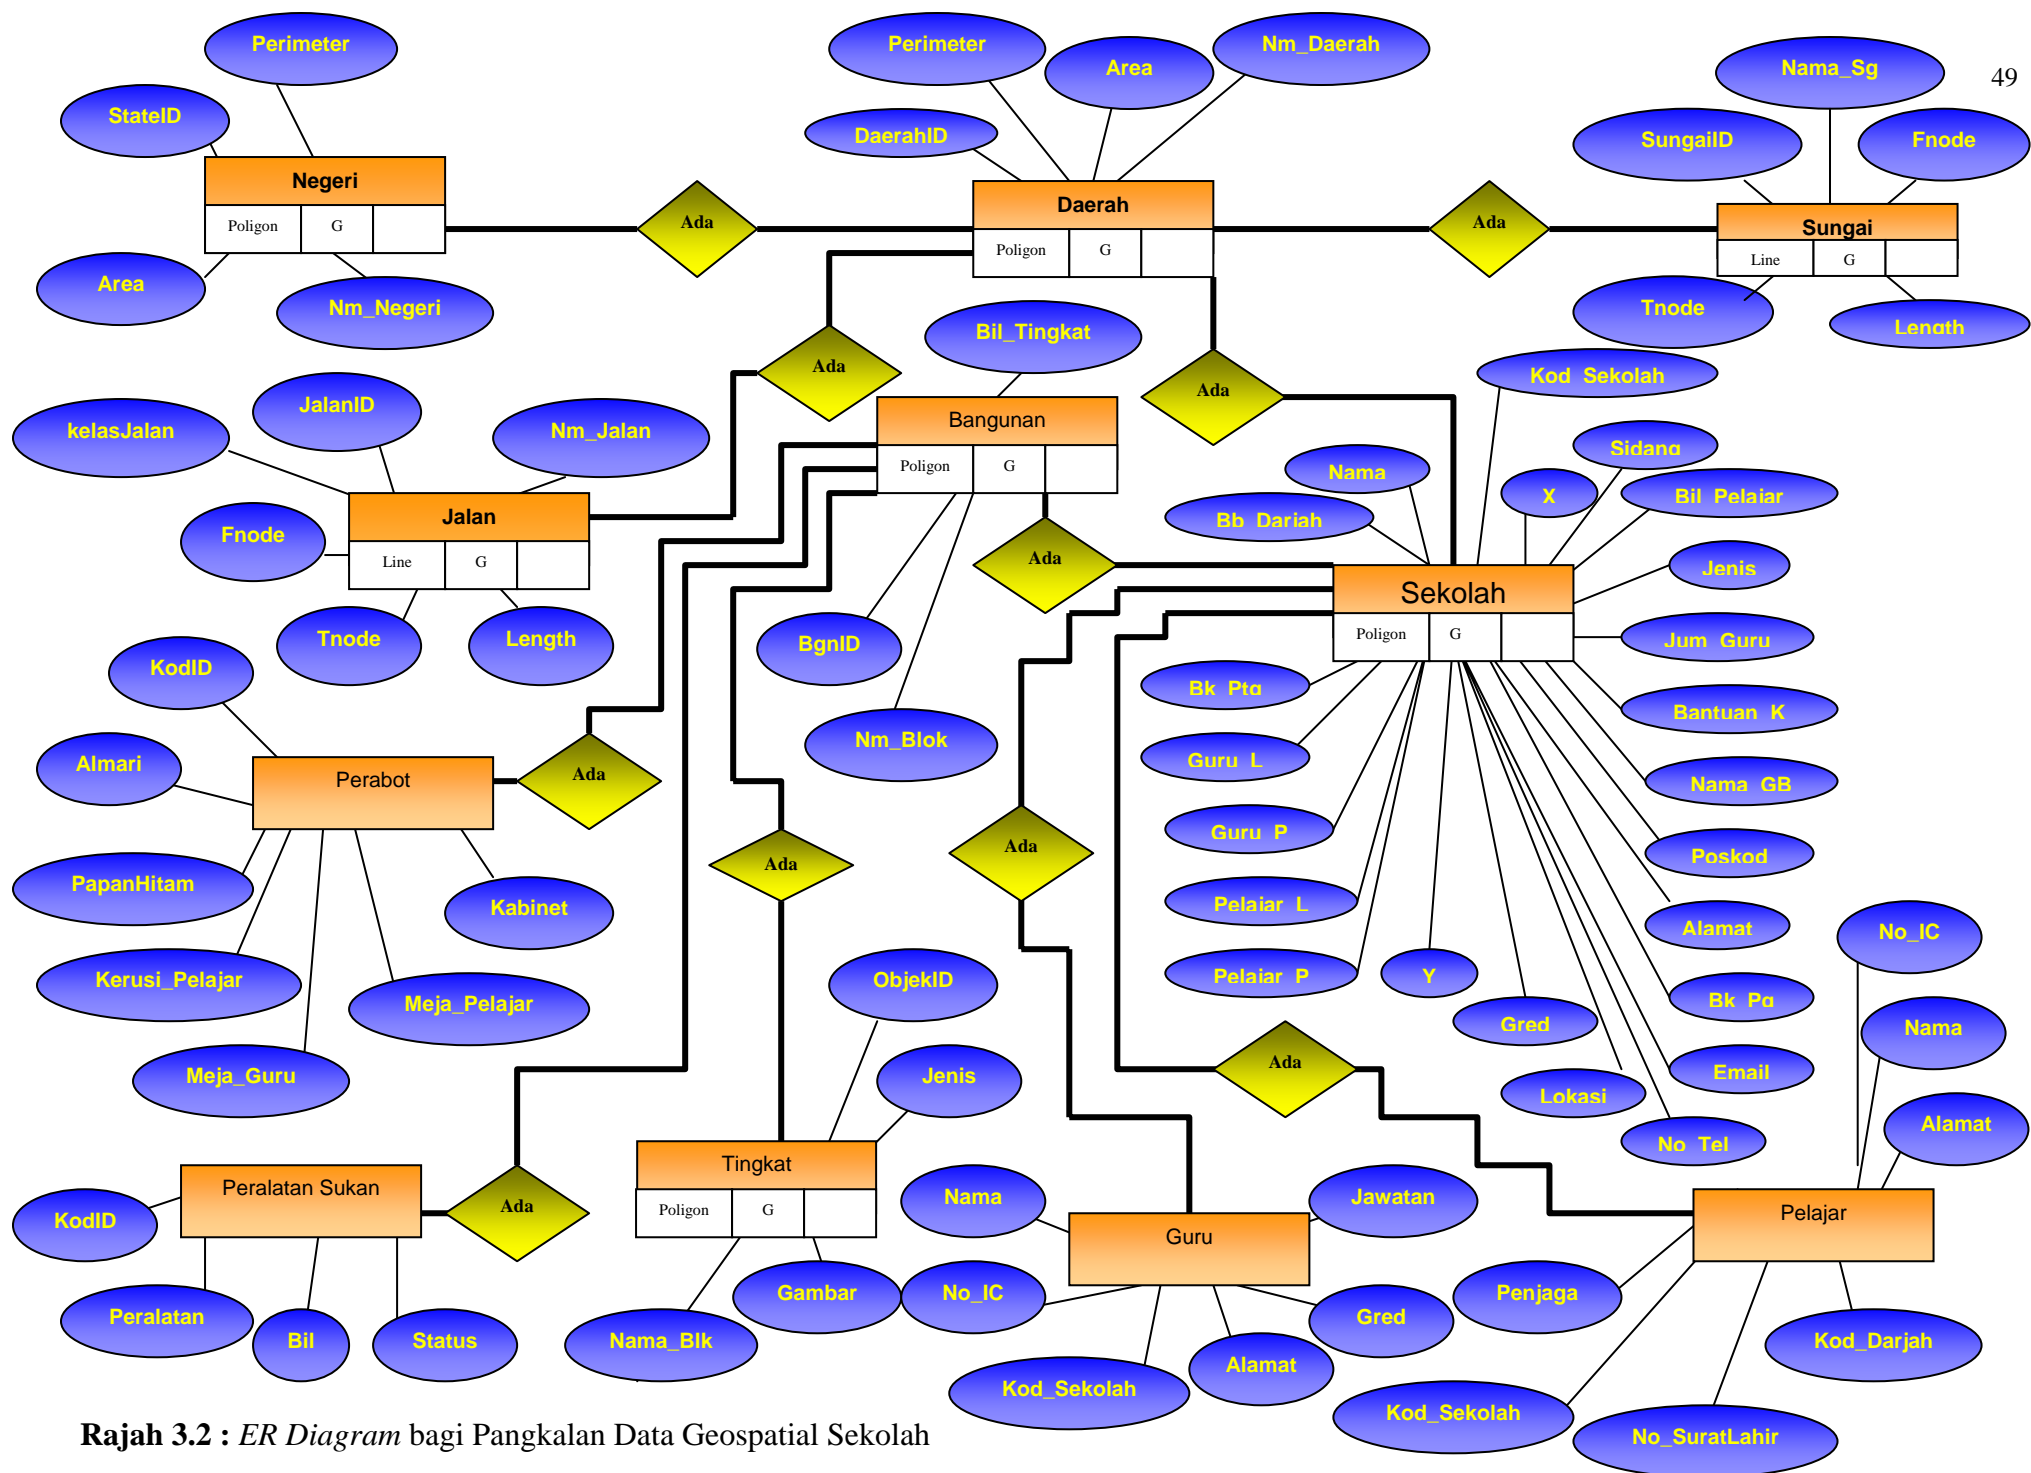 Perimeter
StateID
Negeri
Poligon G
Area
Nm_Negeri
Ada
Perimeter
Area
Nm_Daerah
DaerahID
Daerah
Poligon G
Ada
Nama_Sg
49
SungaiID
Fnode
Sungai
Line G
Tnode
Length
Ada
Ada
Bil_Tingkat
Bangunan
Poligon G
BgnID
Nm_Blok
Ada
JalanID
kelasJalan
Nm_Jalan
Fnode
Jalan
Line G
Tnode
Length
Kod_Sekolah
Sidang
Nama
X
Bil_Pelajar
Bb_Dariah
Jenis
Sekolah
Poligon G
Jum_Guru
Bk_Ptg
Bantuan_K
Guru_L
Nama_GB
Guru_P
Poskod
Pelajar_L
Alamat
Pelajar_P
Y
Bk_Pg
Gred
Email
Lokasi
No_Tel
KodID
Almari
Perabot
Ada
PapanHitam
Kabinet
Kerusi_Pelajar
Meja_Pelajar
Meja_Guru
Ada
Ada
Ada
ObjekID
Jenis
Tingkat
Poligon G
Gambar
Nama_Blk
Peralatan Sukan
Ada
KodID
Peralatan
Bil
Status
Nama
Jawatan
Guru
No_IC
Gred
Kod_Sekolah
Alamat
No_IC
Nama
Alamat
Pelajar
Penjaga
Kod_Darjah
Kod_Sekolah
No_SuratLahir
Rajah 3.2 : ER Diagram bagi Pangkalan Data Geospatial Sekolah